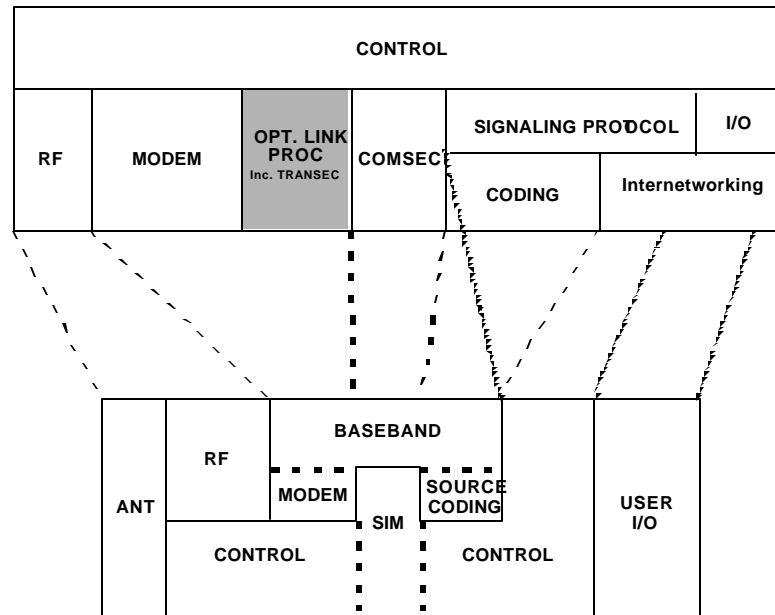 CONTROL
RF
MODEM
OPT. LINK
PROC
Inc. TRANSEC
COMSEC
SIGNALING PROTOCOL
I/O
CODING
Internetworking
ANT
RF
BASEBAND
MODEM
SIM
SOURCE
CODING
CONTROL
CONTROL
USER
I/O